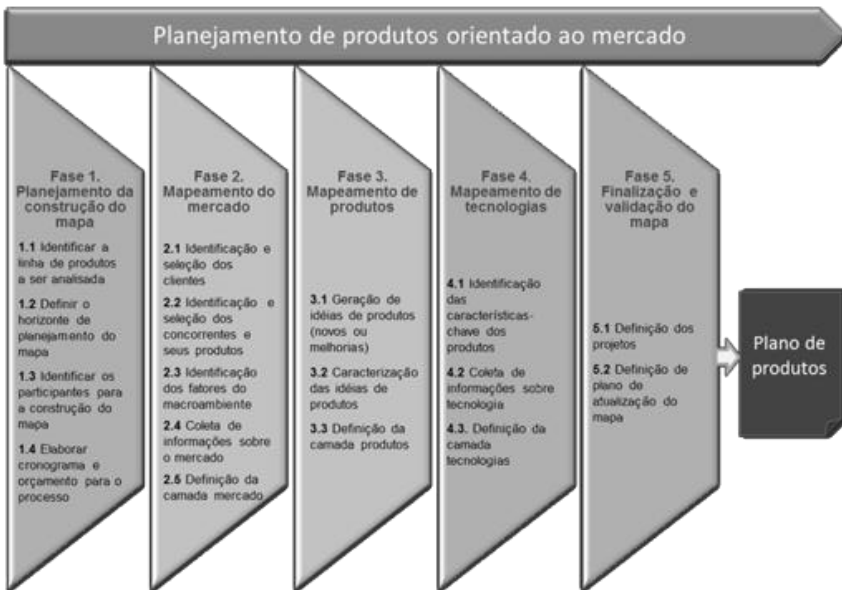 Planejamento de produtos orientado ao mercado
Fase 1.
Planejamento da
construção do
mapa
1.1 Identificar a
linha de produtos
a ser analisada
1.2 Definir o
horizonte de
planejamento do
mapa
1.3 Identificar os
participantes para
a construção do
mapa
1.4 Elaborar
cronograma e
orçamento para o
processo
Fase 2.
Mapeamento do
mercado
2.1 Identificação e
seleção dos
clientes
2.2 Identificação e
seleção dos
concorrentes e
seus produtos
2.3 Identificação
dos fatores do
macroambiente
2.4 Coleta de
informações sobre
o mercado
2.5 Definição da
camada mercado
Fase 3.
Mapeamento de
produtos
3.1 Geração de
idéias de produtos
(novos ou
melhorias)
3.2 Caracterização
das idéias de
produtos
3.3 Definição da
camada produtos
Fase 4.
Mapeamento de
tecnologias
4.1 Identificação
das
características-
chave dos
produtos
4.2 Coleta de
informações sobre
tecnologia
4.3. Definição da
camada
tecnologias
Fase 5.
Finalização e
validação do
mapa
5.1 Definição dos
projetos
5.2 Definição de
plano de
atualização do
mapa
Plano de
produtos